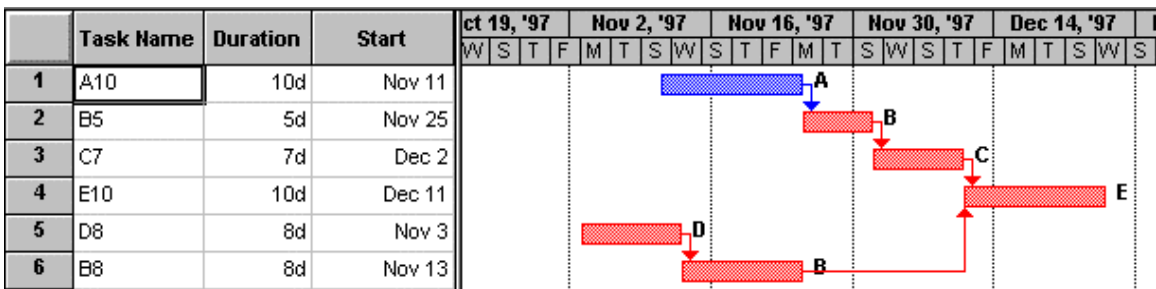 Task Name Duration Start ct 19, '97 Nov 2, '97 Nov 16, '97 Nov 30, '97 Dec 14, '97
W S T F M T S W S T F M T S W S T F M T S W S
1 A10 10d Nov 11 A
2 B5 5d Nov 25 B
3 C7 7d Dec 2 C
4 E10 10d Dec 11 E
5 D8 8d Nov 3 D
6 B8 8d Nov 13 B